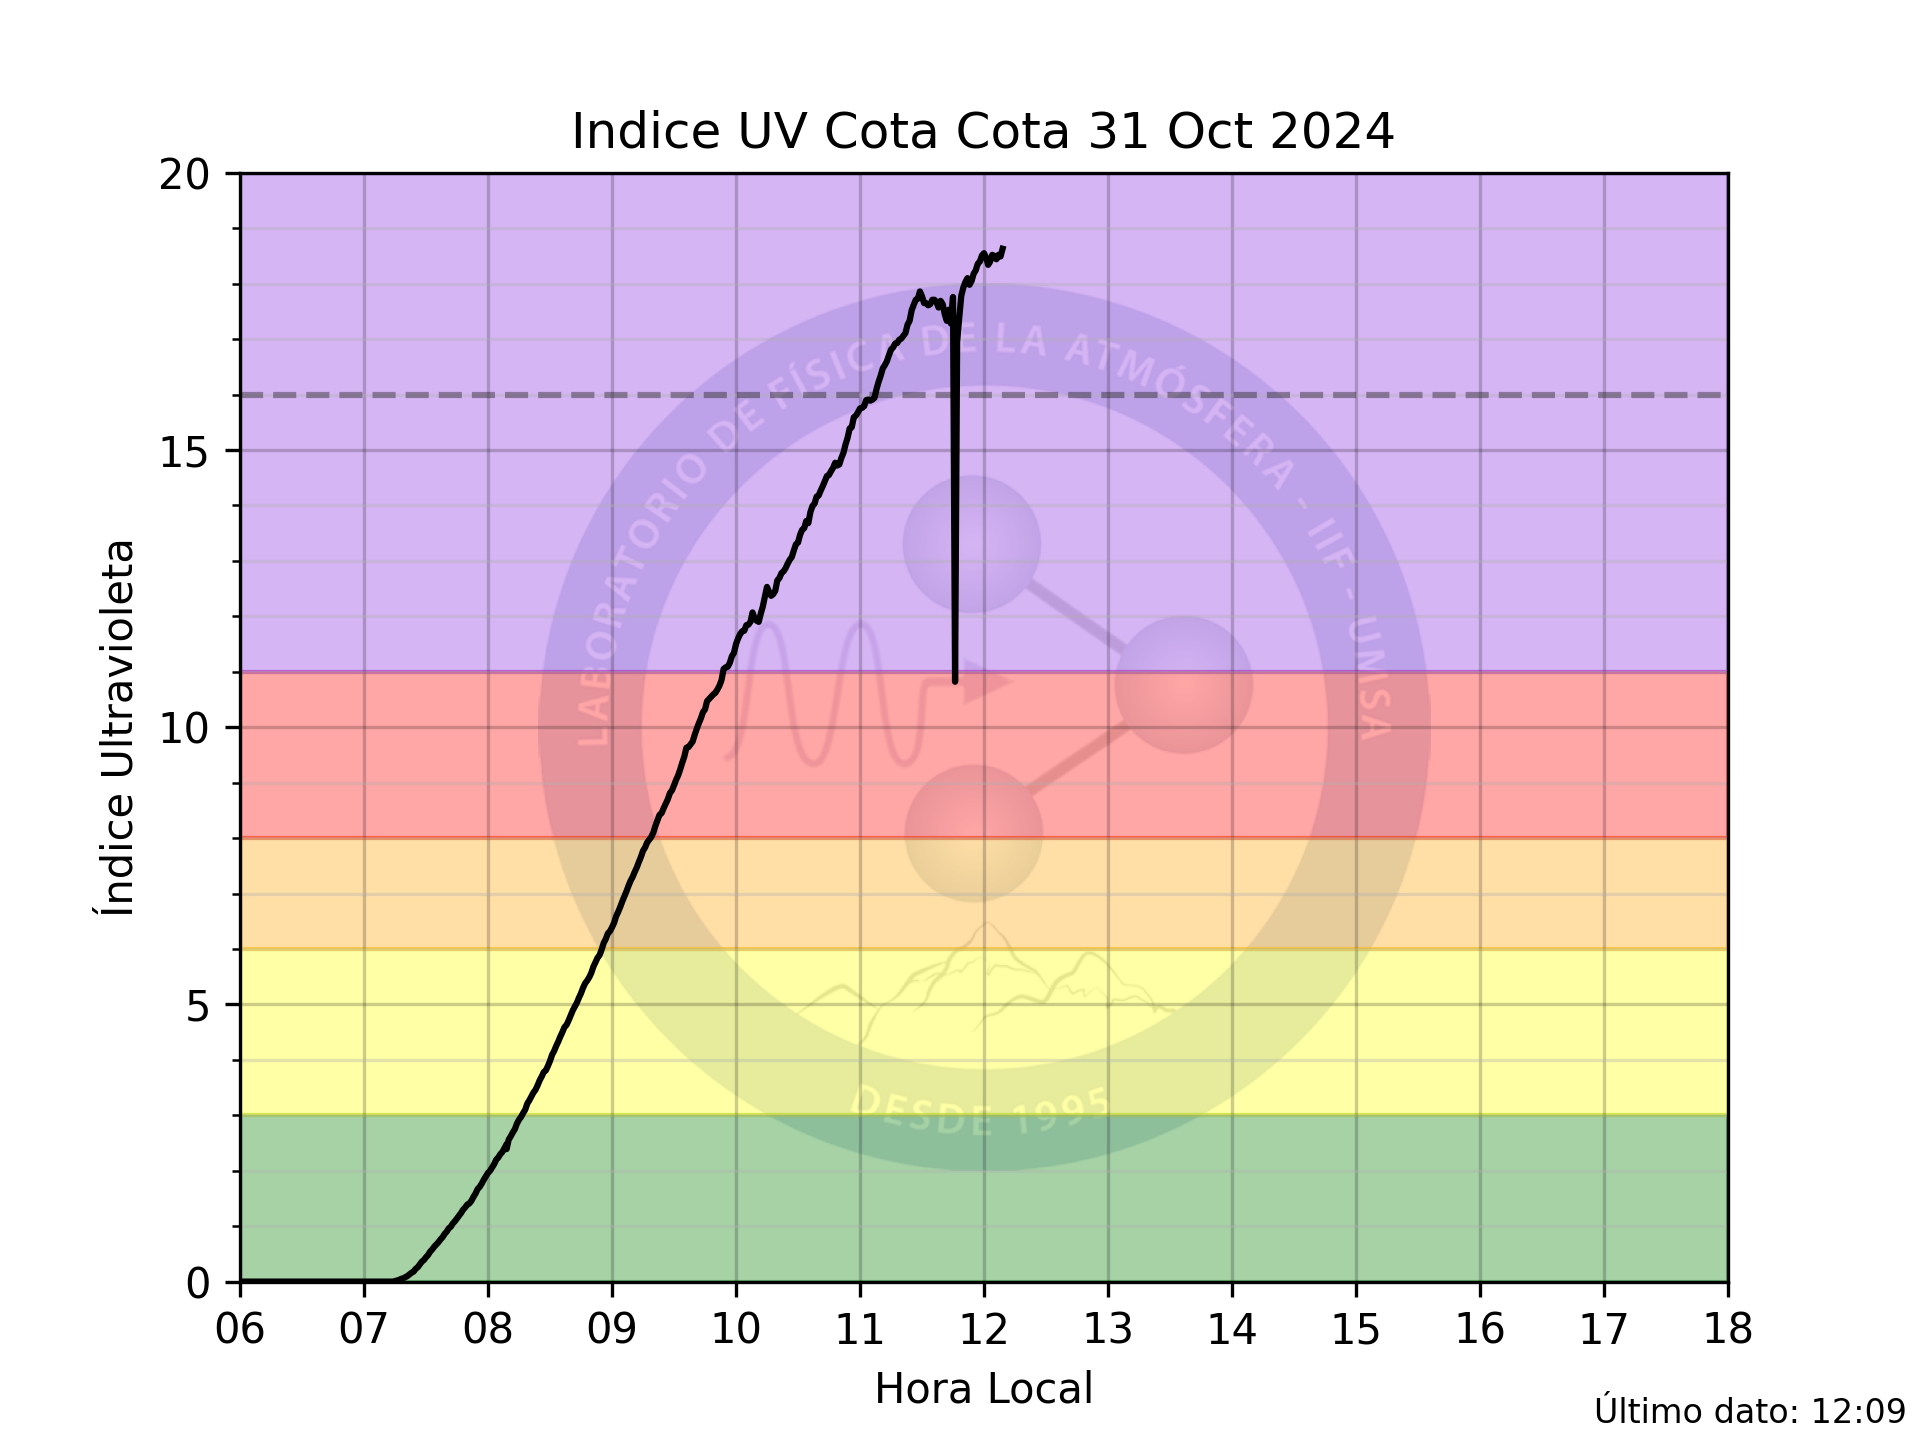 Indice UV Cota Cota 31 Oct 2024
20
15
10
5
0
Índice Ultravioleta
LABORATORIO DE FÍSICA DE LA ATMÓSFERA - IIF - UMSA
DESDE 1995
06 07 08 09 10 11 12 13 14 15 16 17 18
Hora Local
Último dato: 12:09